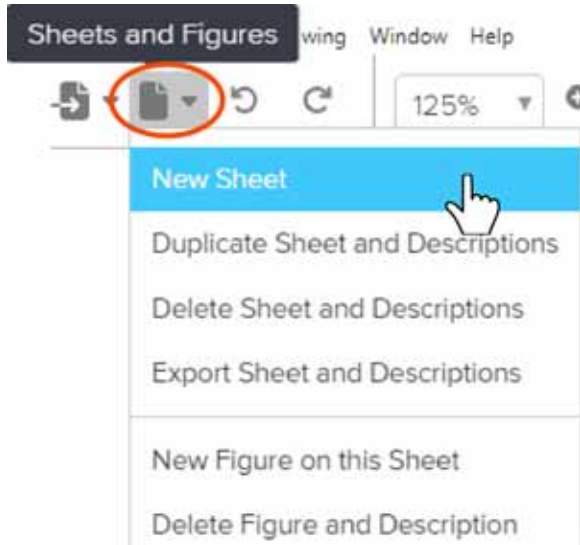 Sheets and Figures wing Window Help
125%
New Sheet
Duplicate Sheet and Descriptions
Delete Sheet and Descriptions
Export Sheet and Descriptions
New Figure on this Sheet
Delete Figure and Description